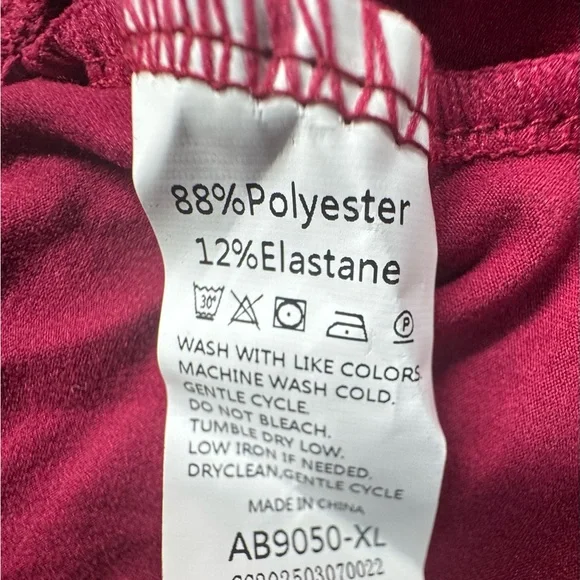 88%Polyester
12%Elastane
30°
P
WASH WITH LIKE COLORS
MACHINE WASH COLD.
GENTLE CYCLE.
DO NOT BLEACH.
TUMBLE DRY LOW.
LOW IRON IF NEEDED.
DRYCLEAN,GENTLE CYCLE
MADE IN CHINA
AB9050-XL